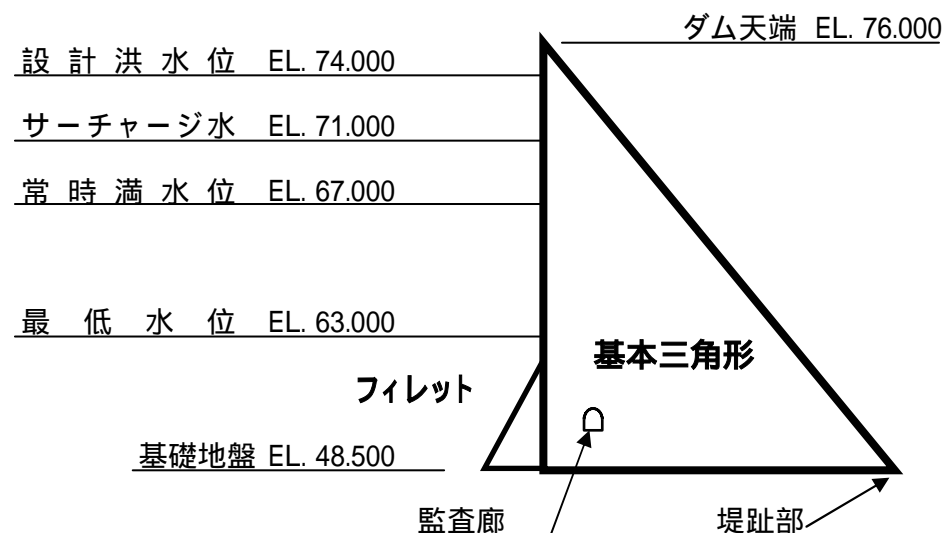 ダム天端 EL. 76.000
設計洪水位 EL. 74.000
サーチャージ水 EL. 71.000
常時満水位 EL. 67.000
最低水位 EL. 63.000
基本三角形
フィレット
基礎地盤 EL. 48.500
監査廊
堤趾部